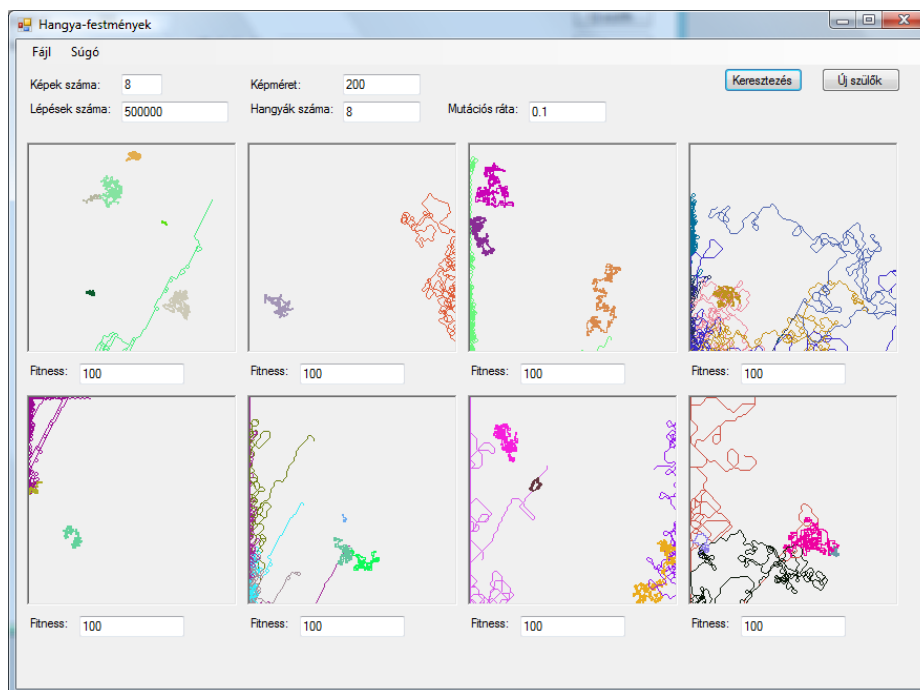 Hangya-festmények
Fájl Súgó
Képek száma: 8 Képméret: 200 Keresztezés Új szülők
Lépések száma: 500000 Hangyák száma: 8 Mutációs ráta: 0.1
Fitness: 100 Fitness: 100 Fitness: 100 Fitness: 100
Fitness: 100 Fitness: 100 Fitness: 100 Fitness: 100